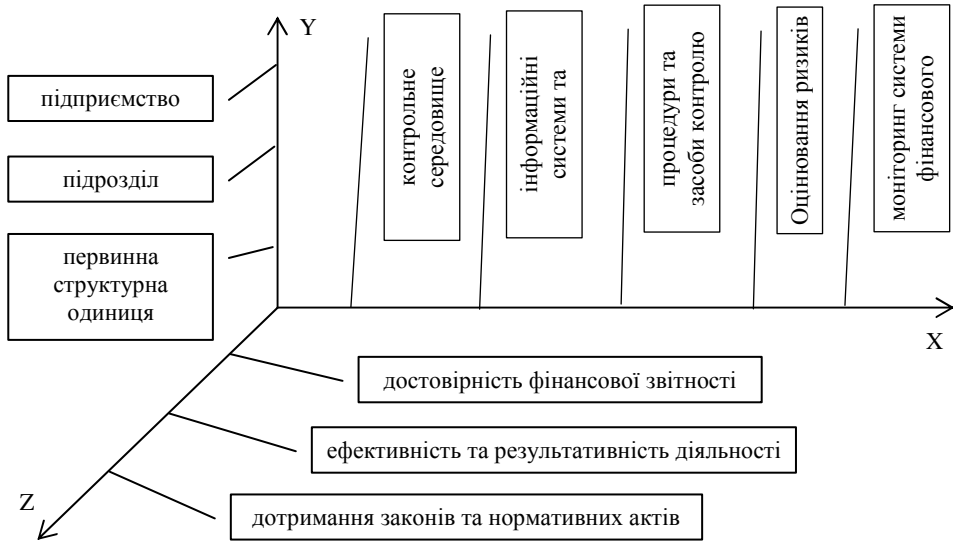 Y
підприємство
підрозділ
первинна
структурна
одиниця
контрольне
середовище
інформаційні
системи та
процедури та
засоби контролю
Оцінювання ризиків
моніторинг системи
фінансового
X
достовірність фінансової звітності
ефективність та результативність діяльності
Z
дотримання законів та нормативних актів